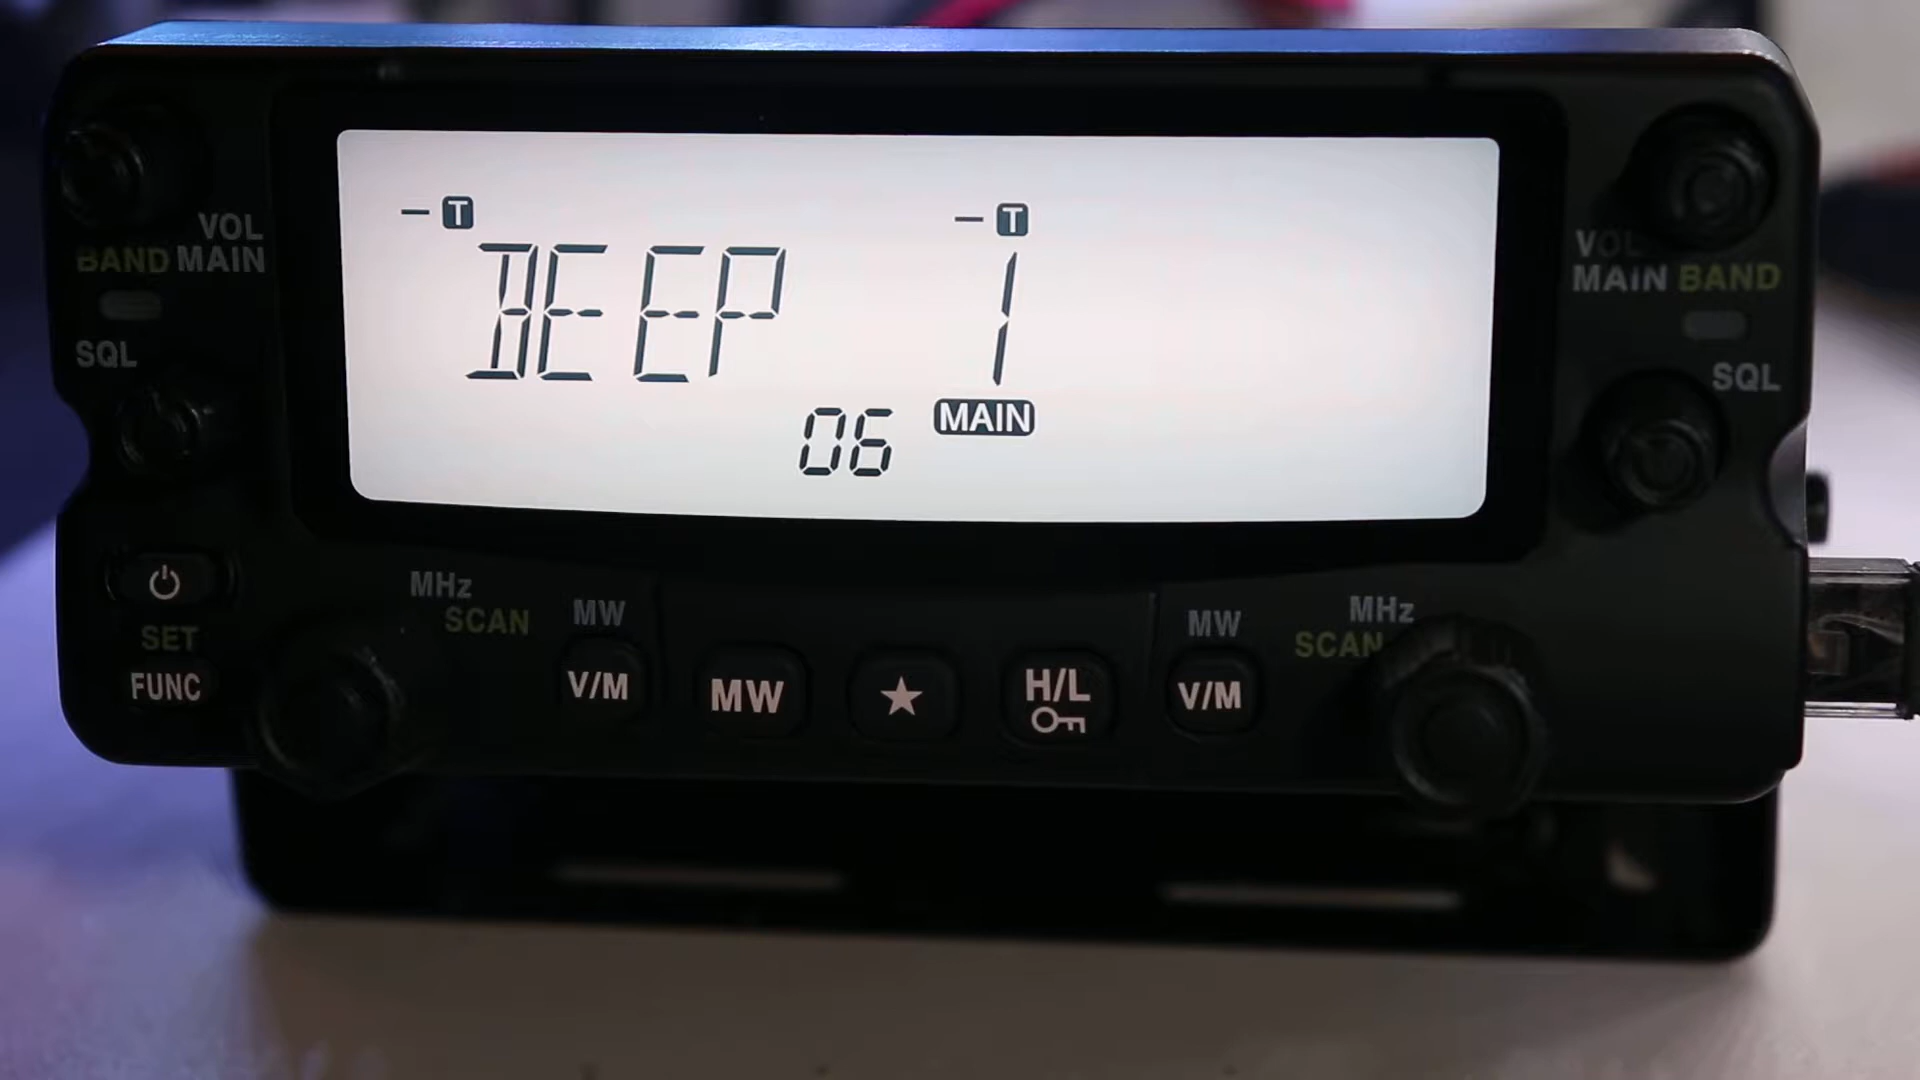 – T – T
BEEP 1
06 MAIN
VOL
BAND MAIN
SQL
VOL
MAIN BAND
SQL
SET
FUNC
MHz
SCAN
MW
V/M
MW
★
H/L
MW
V/M
MHz
SCAN